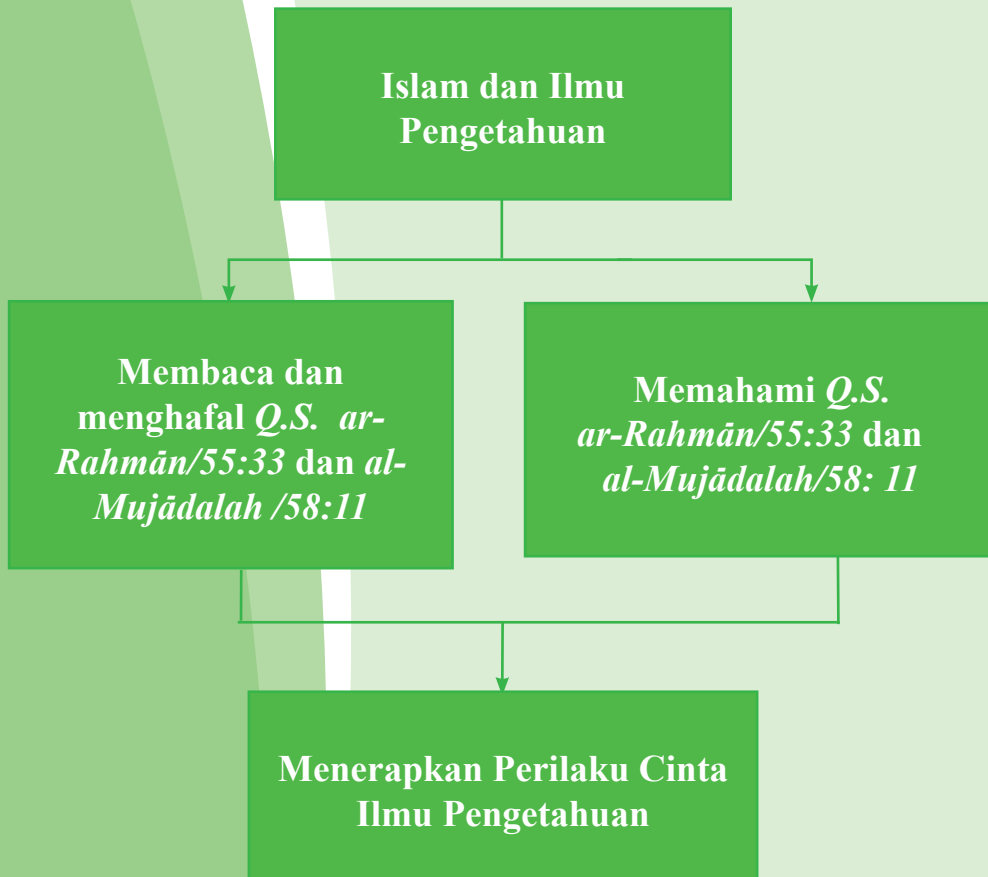 Islam dan Ilmu
Pengetahuan
Membaca dan
menghafal Q.S. ar-
Rahmān/55:33 dan al-
Mujādalah /58:11
Memahami Q.S.
ar-Rahmān/55:33 dan
al-Mujādalah/58: 11
Menerapkan Perilaku Cinta
Ilmu Pengetahuan